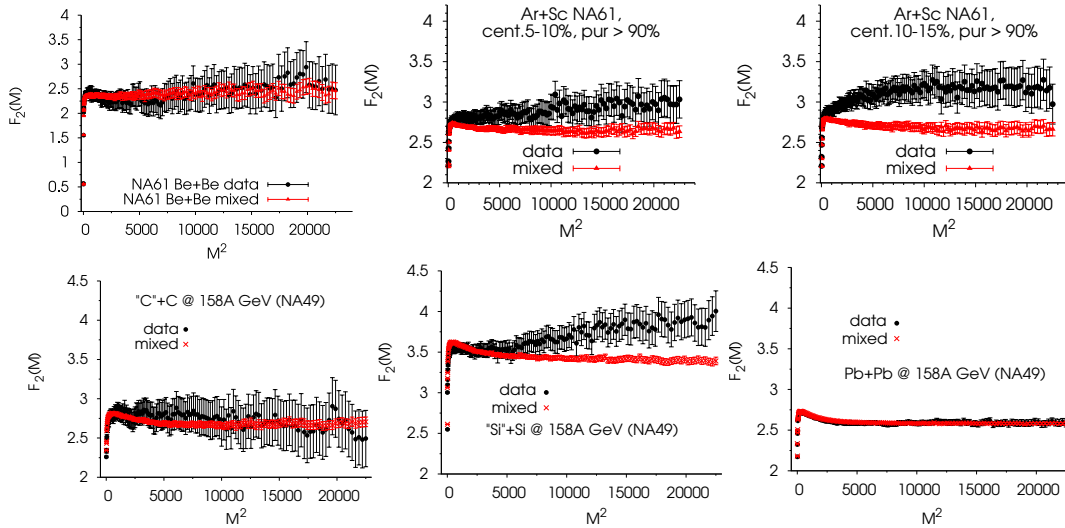 4
3.5
3
2.5
2
1.5
1
0.5
0
F2(M)
NA61 Be+Be data
NA61 Be+Be mixed
0 5000 10000 15000 20000
M²
Ar+Sc NA61,
cent.5-10%, pur > 90%
4
3.5
3
2.5
2
F2(M)
data
mixed
0 5000 10000 15000 20000
M²
Ar+Sc NA61,
cent.10-15%, pur > 90%
4
3.5
3
2.5
2
F2(M)
data
mixed
0 5000 10000 15000 20000
M²
4.5
4
3.5
3
2.5
2
F2(M)
"C"+C @ 158A GeV (NA49)
data
mixed
0 5000 10000 15000 20000
M²
4.5
4
3.5
3
2.5
2
F2(M)
data
mixed
"Si"+Si @ 158A GeV (NA49)
0 5000 10000 15000 20000
M²
4.5
4
3.5
3
2.5
2
F2(M)
data
mixed
Pb+Pb @ 158A GeV (NA49)
0 5000 10000 15000 20000
M²